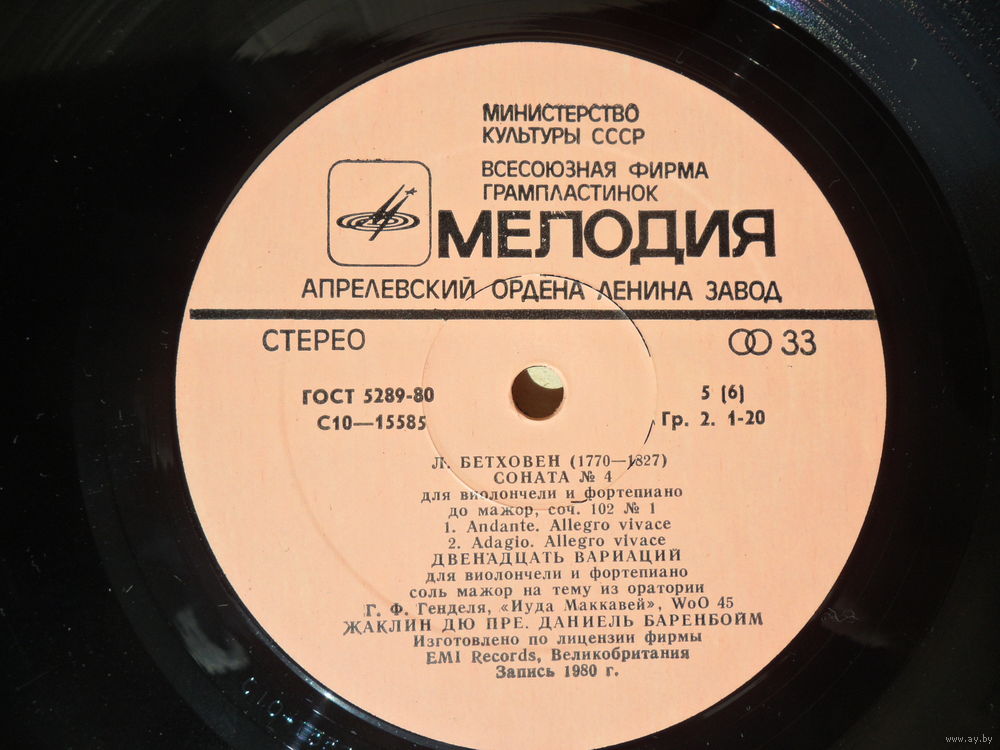 МИНИСТЕРСТВО
КУЛЬТУРЫ СССР
ВСЕСОЮЗНАЯ ФИРМА
ГРАМПЛАСТИНОК
МЕЛОДИЯ
АПРЕЛЕВСКИЙ ОРДЕНА ЛЕНИНА ЗАВОД
СТЕРЕО 33
ГОСТ 5289-80 5 (6)
С10—15585 Гр. 2. 1-20
Л. БЕТХОВЕН (1770—1827)
СОНАТА № 4
для виолончели и фортепиано
до мажор, соч. 102 № 1
1. Andante. Allegro vivace
2. Adagio. Allegro vivace
ДВЕНАДЦАТЬ ВАРИАЦИЙ
для виолончели и фортепиано
соль мажор на тему из оратории
Г. Ф. Генделя, «Иуда Маккавей», WoO 45
ЖАКЛИН ДЮ ПРЕ. ДАНИЕЛЬ БАРЕНБОЙМ
Изготовлено по лицензии фирмы
EMI Records, Великобритания
Запись 1980 г.
www.ay.by